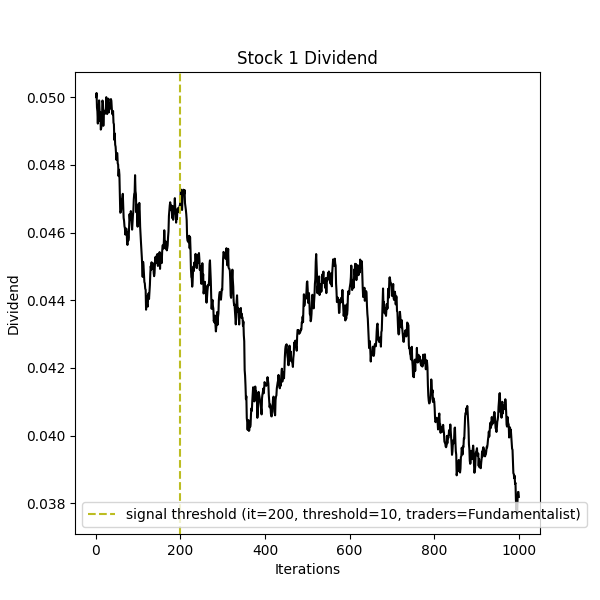 Stock 1 Dividend
Dividend
0.050
0.048
0.046
0.044
0.042
0.040
0.038
signal threshold (it=200, threshold=10, traders=Fundamentalist)
0 200 400 600 800 1000
Iterations